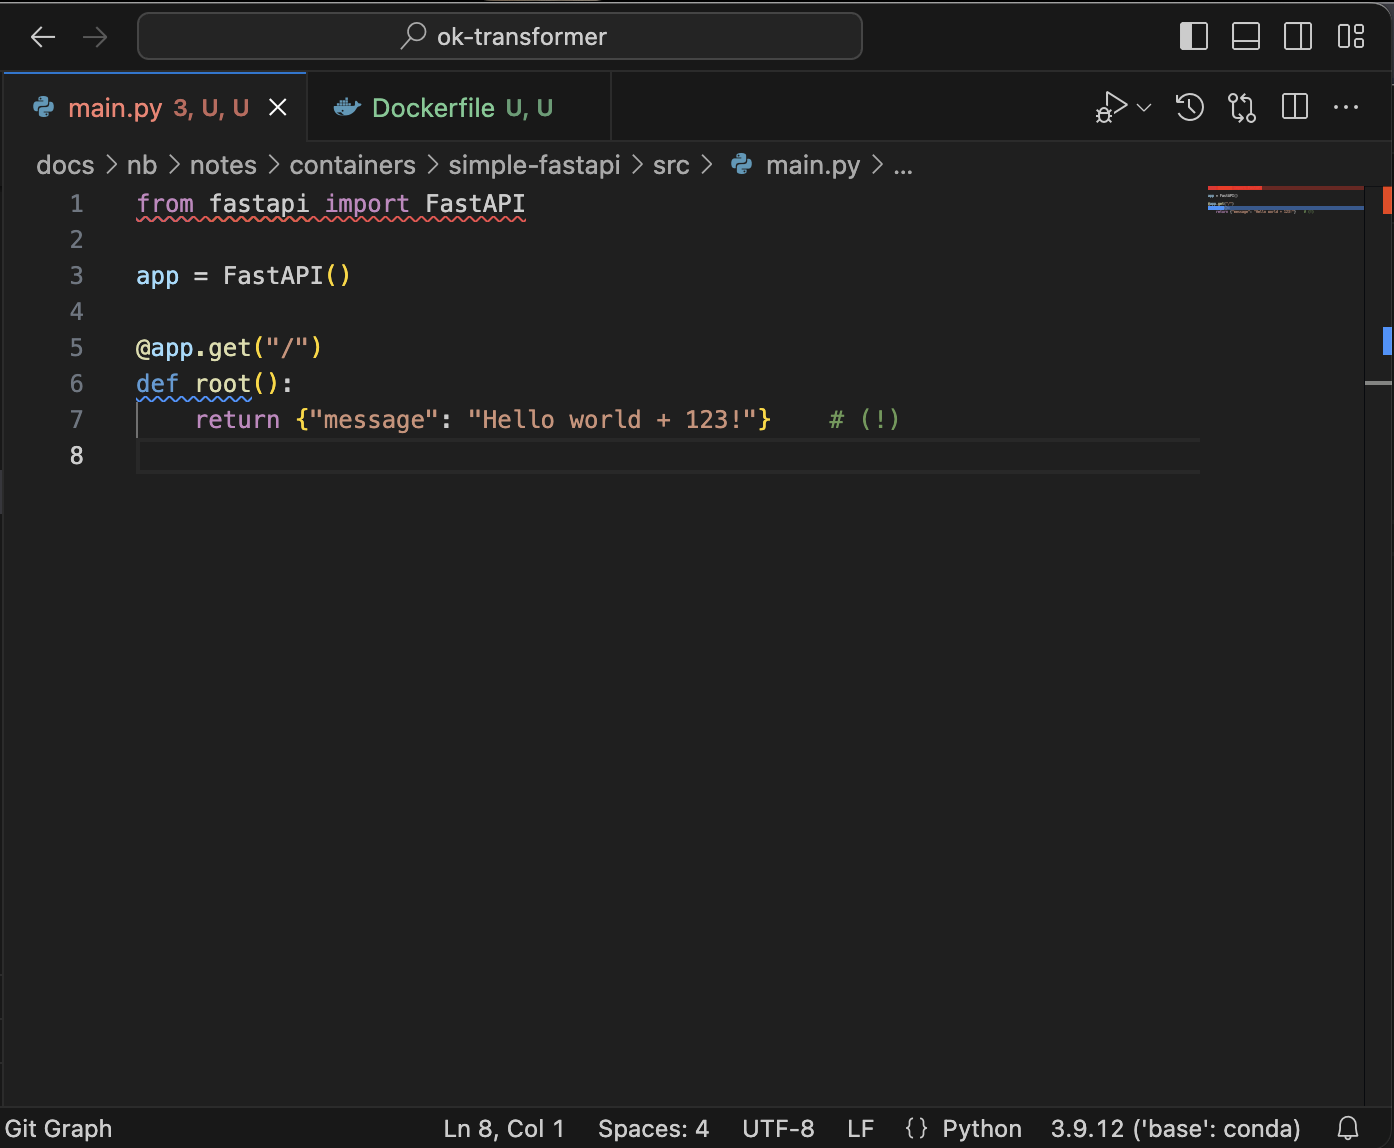 ok-transformer
main.py 3, U, U Dockerfile U, U
docs > nb > notes > containers > simple-fastapi > src > main.py > ...
1 from fastapi import FastAPI
2
3 app = FastAPI()
4
5 @app.get("/")
6 def root():
7 return {"message": "Hello world + 123!"} # (!)
8
Git Graph Ln 8, Col 1 Spaces: 4 UTF-8 LF {} Python 3.9.12 ('base': conda)